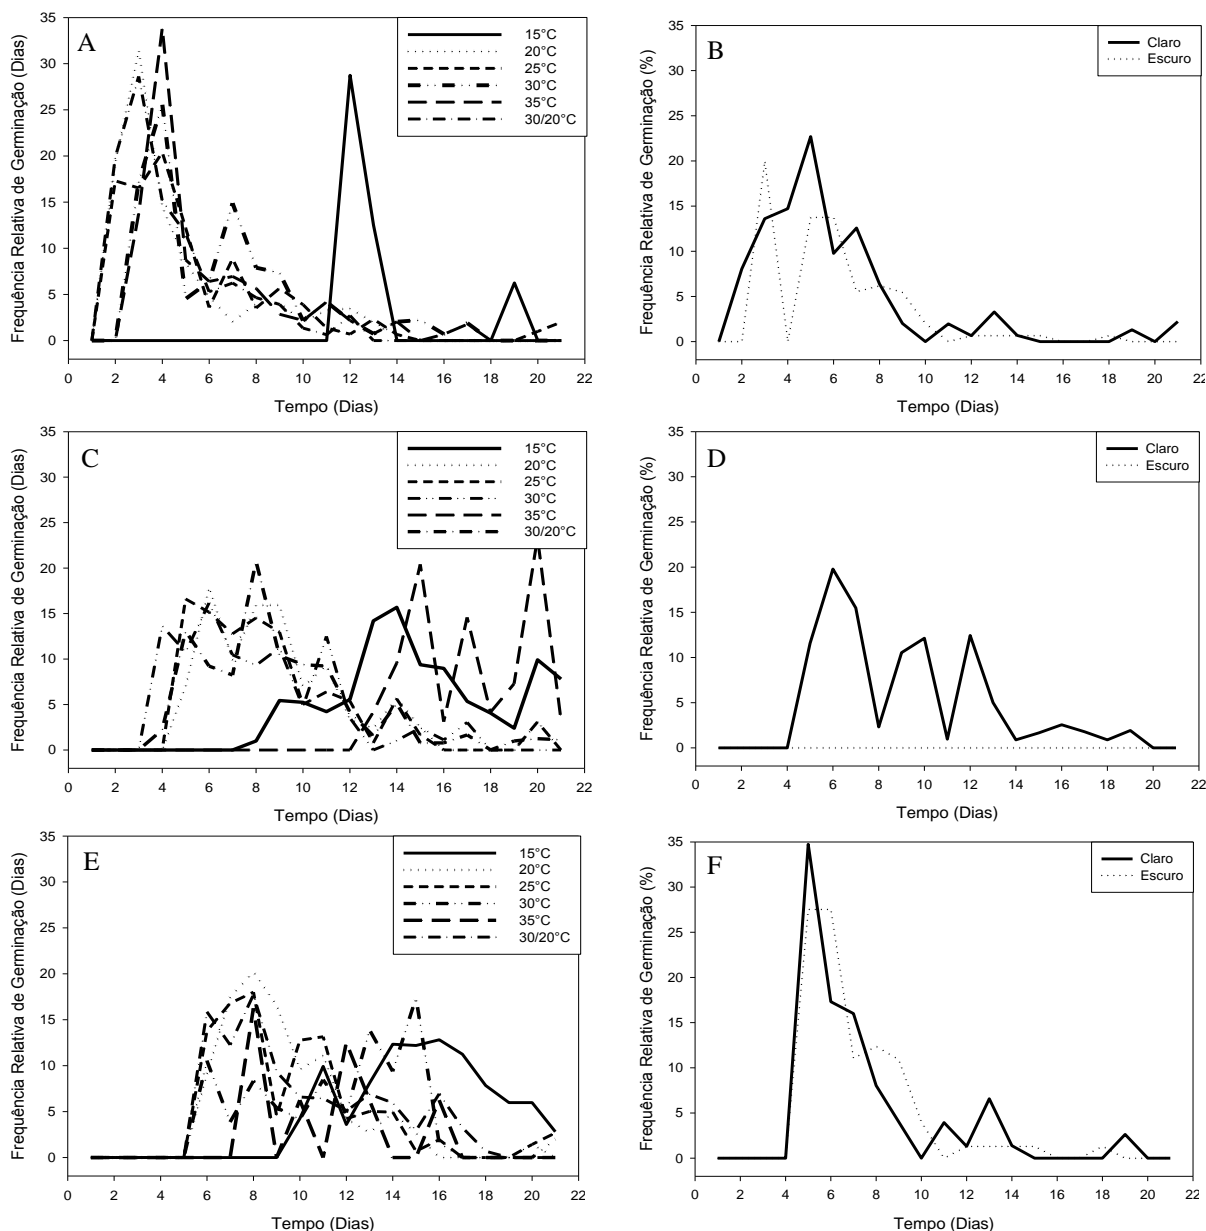 A
Frequência Relativa de Germinação (Dias)
35
30
25
20
15
10
5
0
0 2 4 6 8 10 12 14 16 18 20 22
Tempo (Dias)
15°C
20°C
25°C
30°C
35°C
30/20°C
B
Frequência Relativa de Germinação (%)
35
30
25
20
15
10
5
0
0 2 4 6 8 10 12 14 16 18 20 22
Tempo (Dias)
Claro
Escuro
C
Frequência Relativa de Germinação (Dias)
35
30
25
20
15
10
5
0
0 2 4 6 8 10 12 14 16 18 20 22
Tempo (Dias)
15°C
20°C
25°C
30°C
35°C
30/20°C
D
Frequência Relativa de Germinação (%)
35
30
25
20
15
10
5
0
0 2 4 6 8 10 12 14 16 18 20 22
Tempo (Dias)
Claro
Escuro
E
Frequência Relativa de Germinação (Dias)
35
30
25
20
15
10
5
0
0 2 4 6 8 10 12 14 16 18 20 22
Tempo (Dias)
15°C
20°C
25°C
30°C
35°C
30/20°C
F
Frequência Relativa de Germinação (%)
35
30
25
20
15
10
5
0
0 2 4 6 8 10 12 14 16 18 20 22
Tempo (Dias)
Claro
Escuro